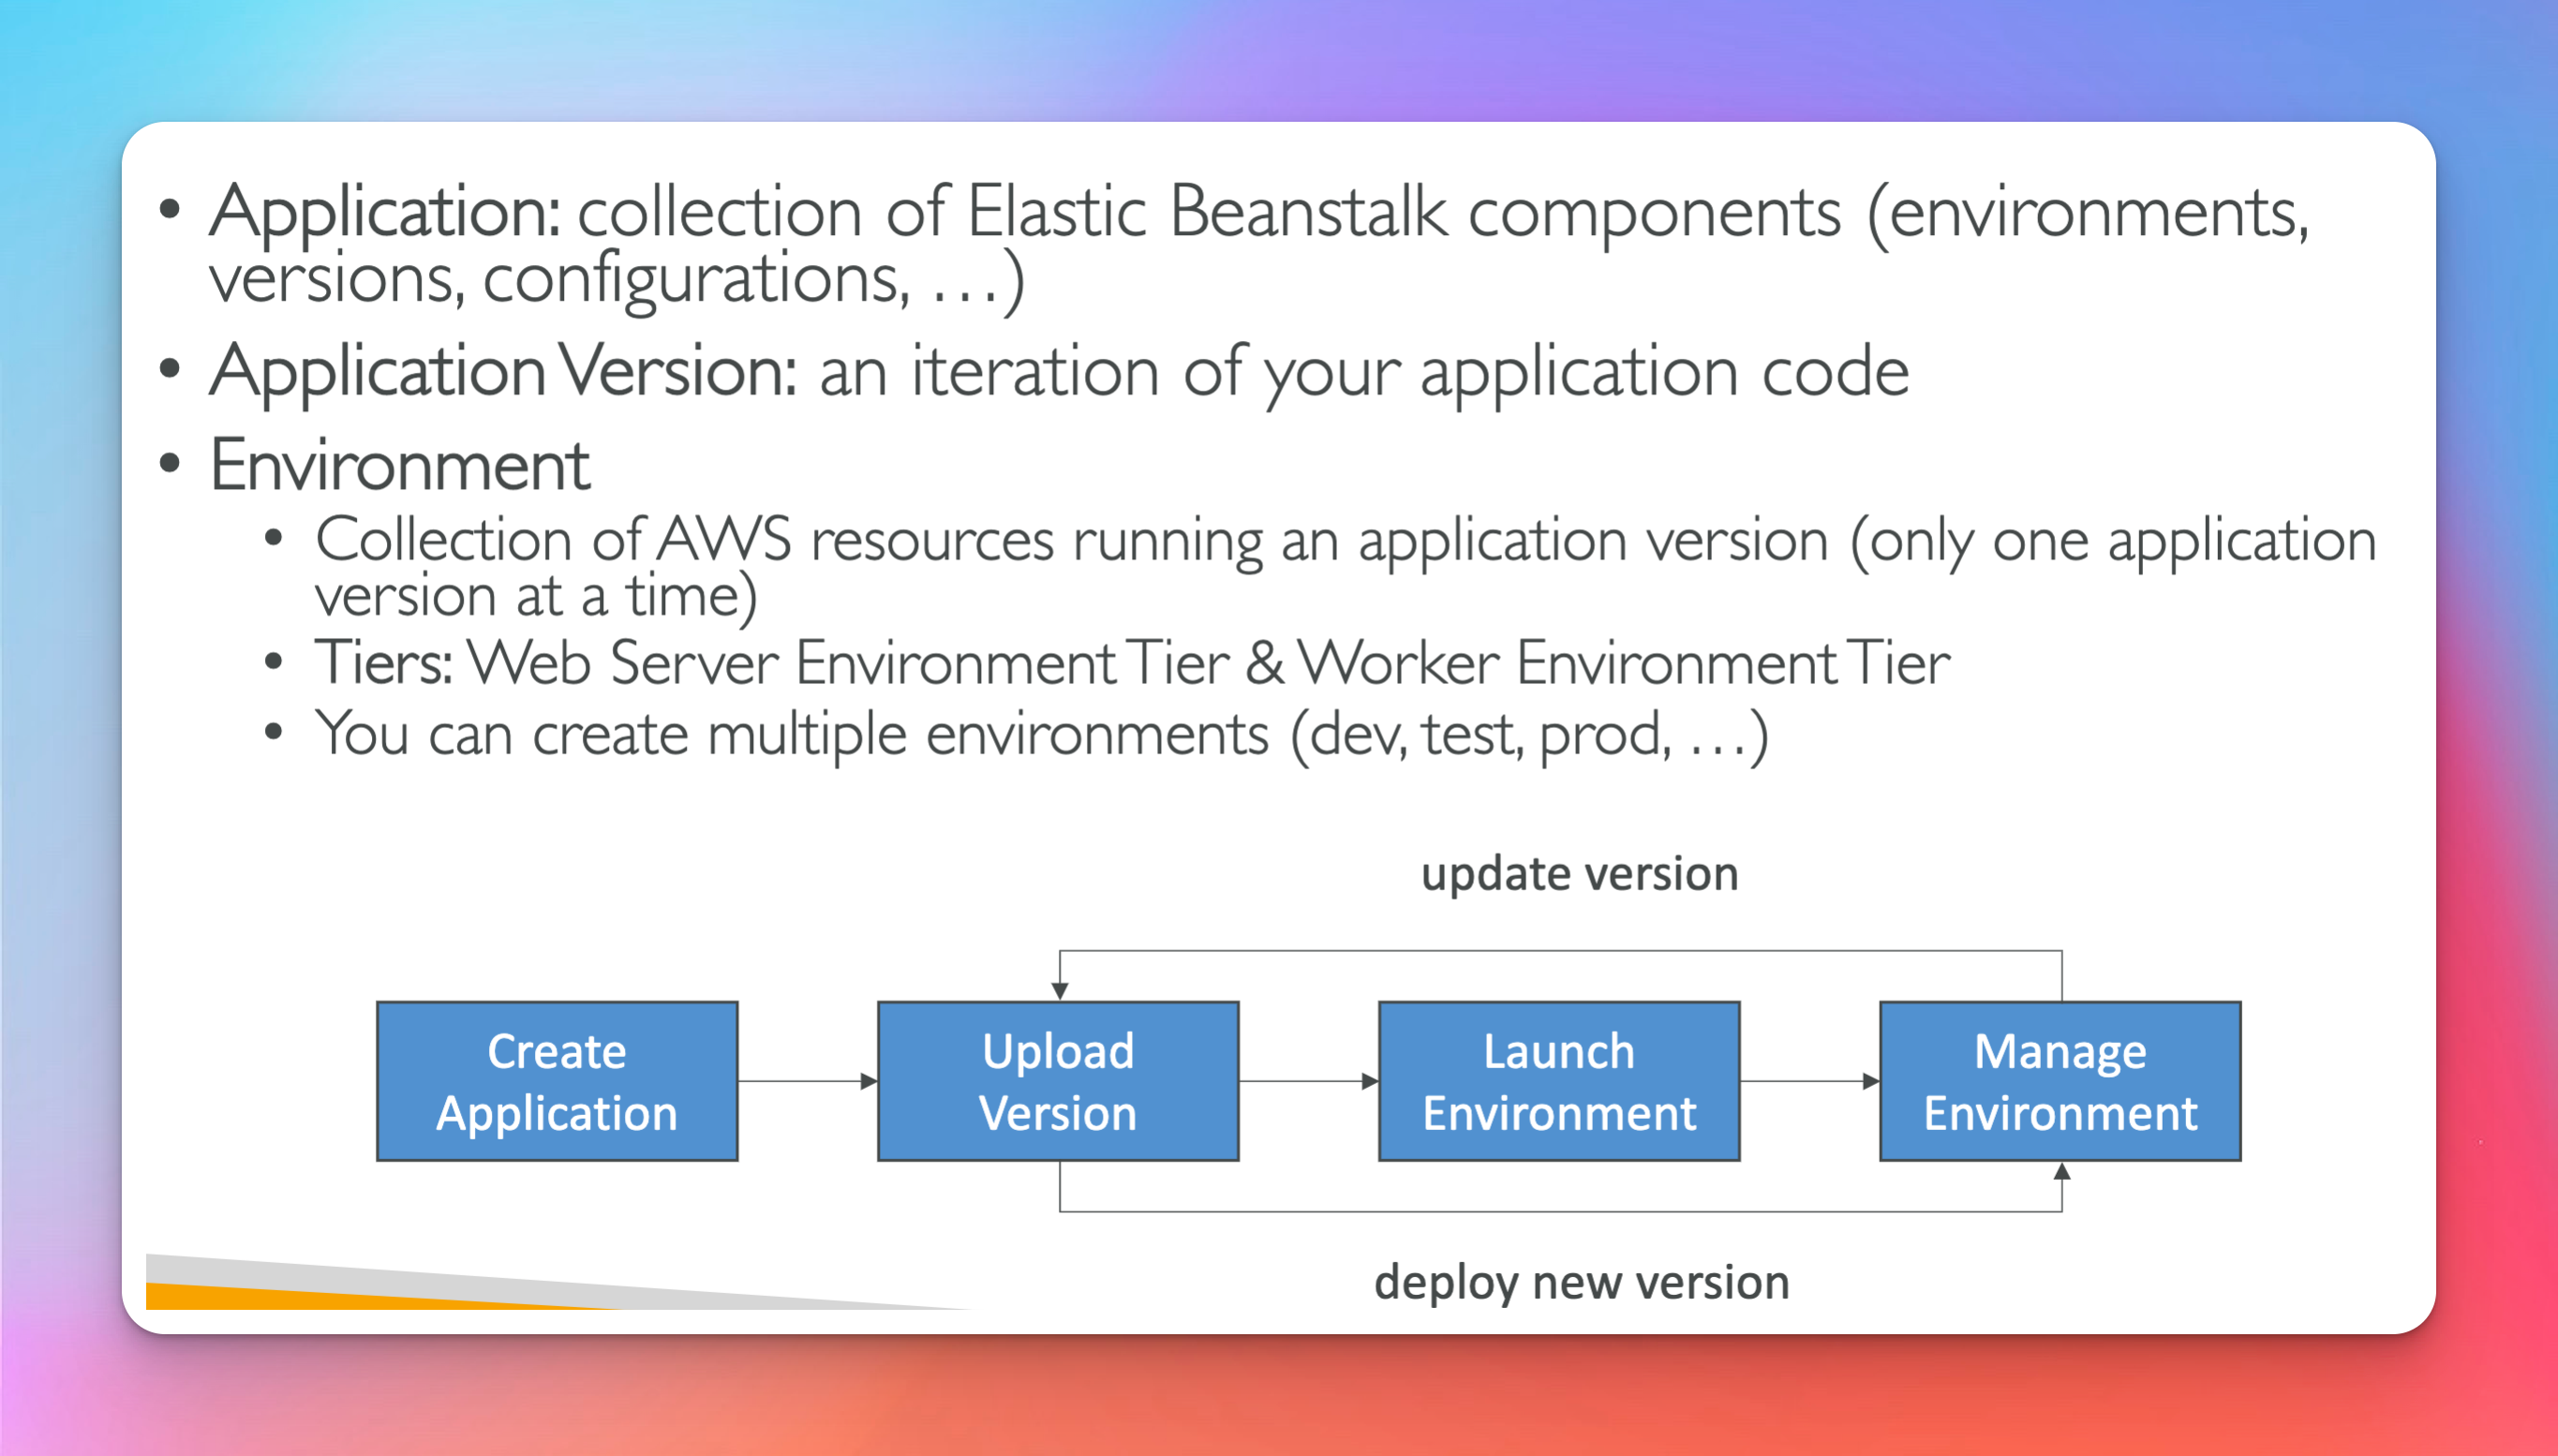 • Application: collection of Elastic Beanstalk components (environments,
versions, configurations, …)
• Application Version: an iteration of your application code
• Environment
• Collection of AWS resources running an application version (only one application
version at a time)
• Tiers: Web Server Environment Tier & Worker Environment Tier
• You can create multiple environments (dev, test, prod, …)
update version
Create
Application
Upload
Version
Launch
Environment
Manage
Environment
deploy new version